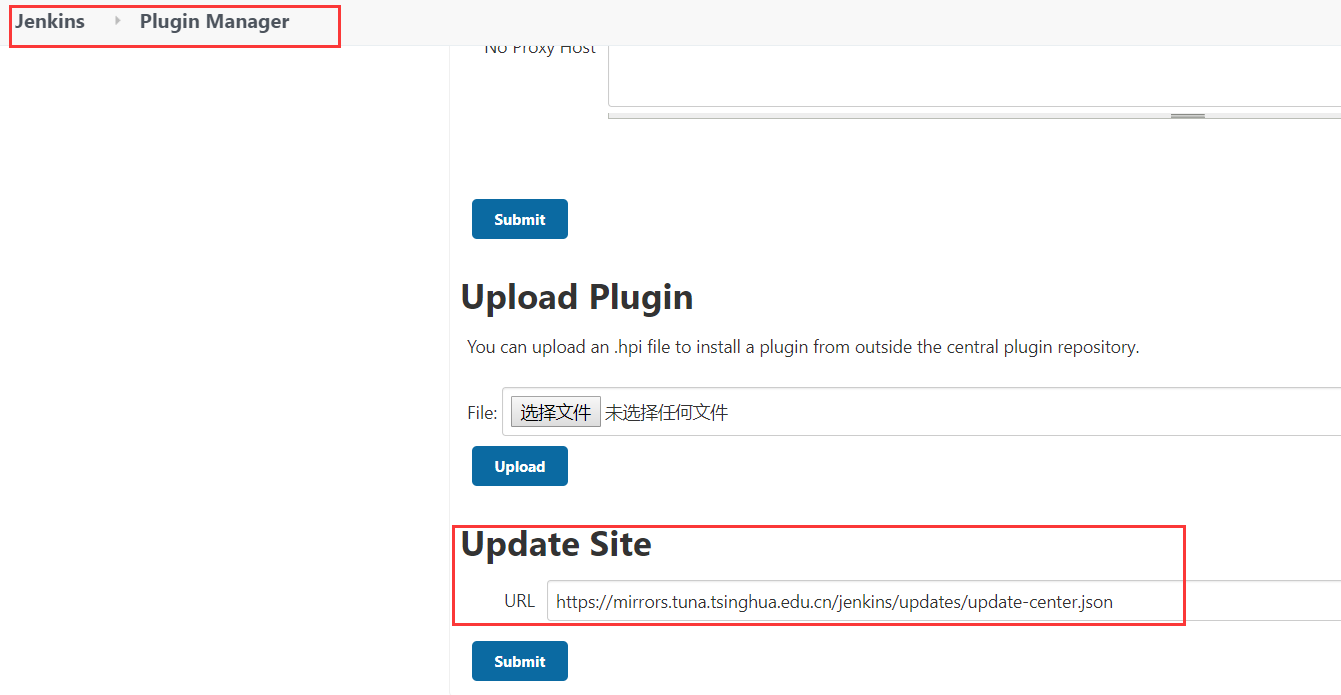 Jenkins Plugin Manager
No Proxy Host
Submit
Upload Plugin
You can upload an .hpi file to install a plugin from outside the central plugin repository.
File: 选择文件 未选择任何文件
Upload
Update Site
URL https://mirrors.tuna.tsinghua.edu.cn/jenkins/updates/update-center.json
Submit